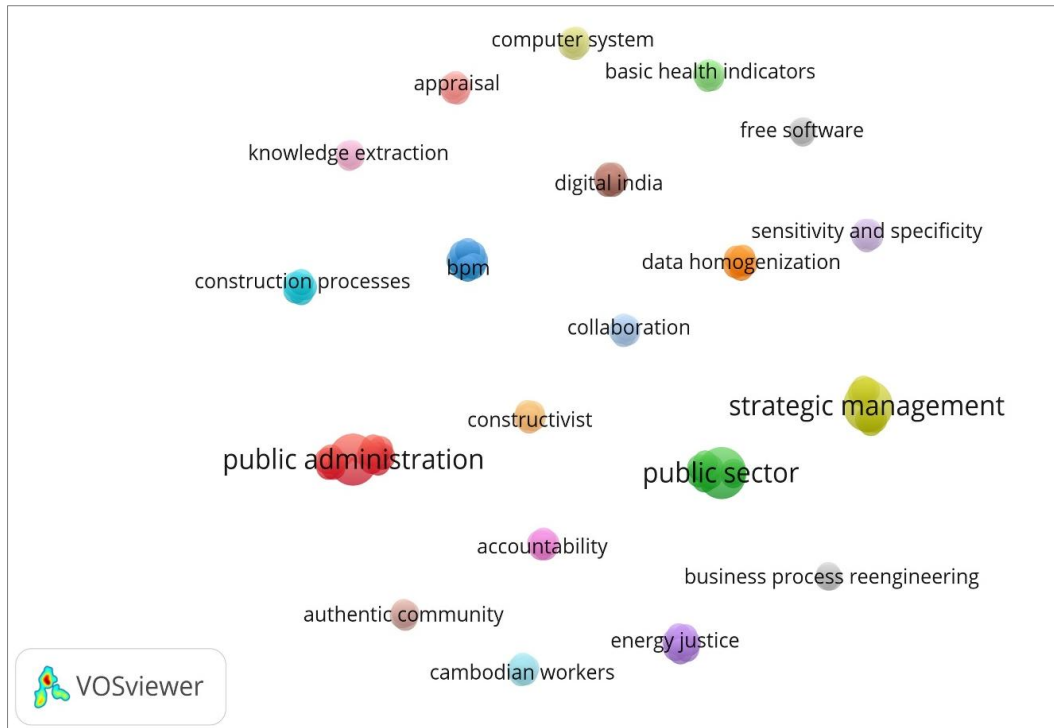 computer system
basic health indicators
appraisal
free software
knowledge extraction
digital india
sensitivity and specificity
data homogenization
bpm
construction processes
collaboration
strategic management
constructivist
public administration
public sector
accountability
business process reengineering
authentic community
energy justice
cambodian workers
VOSviewer